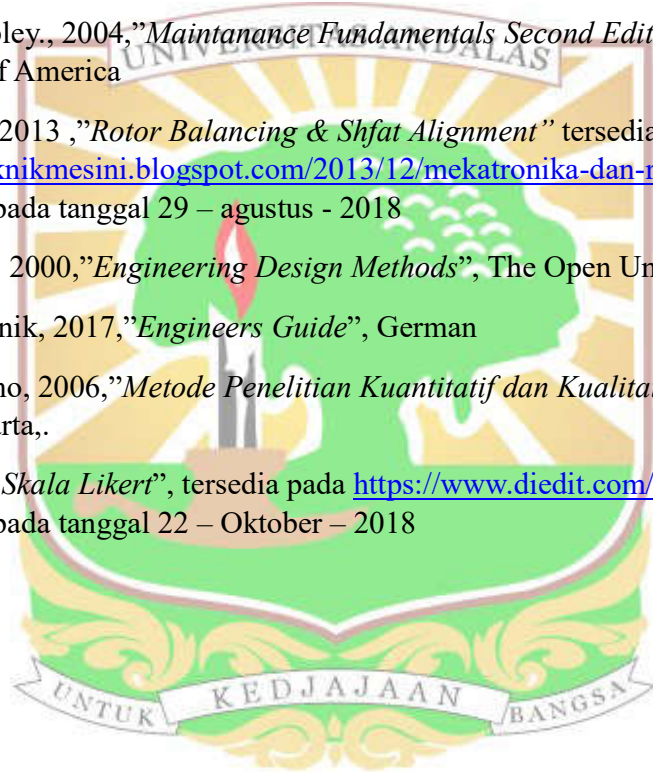 oley., 2004,”Maintanance Fundamentals Second Edit
UNIVERSITAS ANDALAS
of America
2013 ,”Rotor Balancing & Shfat Alignment” tersedia
knikmesini.blogspot.com/2013/12/mekatronika-dan-r
pada tanggal 29 – agustus - 2018
2000,”Engineering Design Methods”, The Open Un
nik, 2017,”Engineers Guide”, German
no, 2006,”Metode Penelitian Kuantitatif dan Kualita
arta,.
Skala Likert”, tersedia pada https://www.diedit.com/
pada tanggal 22 – Oktober – 2018
UNTUK KEDJAJAAN BANGSA